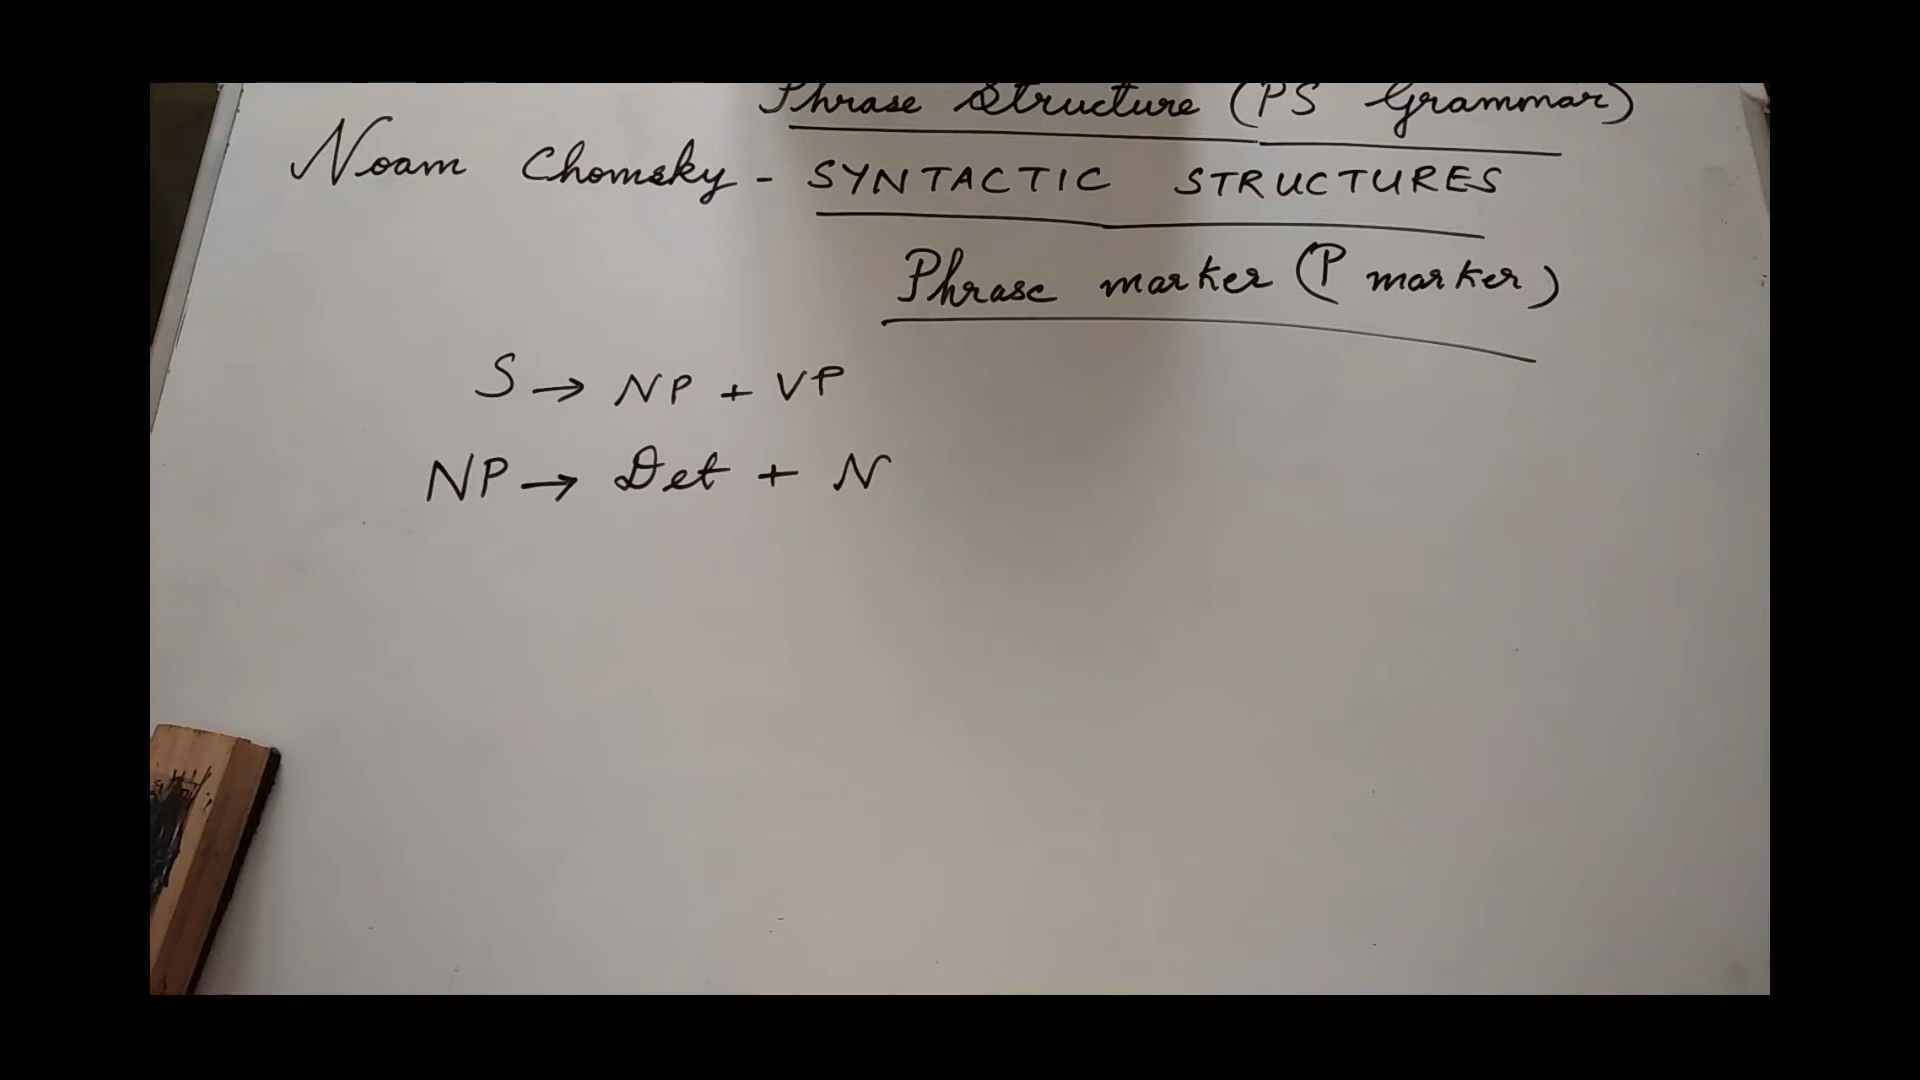 Phrase Structure (PS Grammar)
Noam Chomsky - SYNTACTIC STRUCTURES
Phrase marker (P marker)
S → NP + VP
NP → Det + N